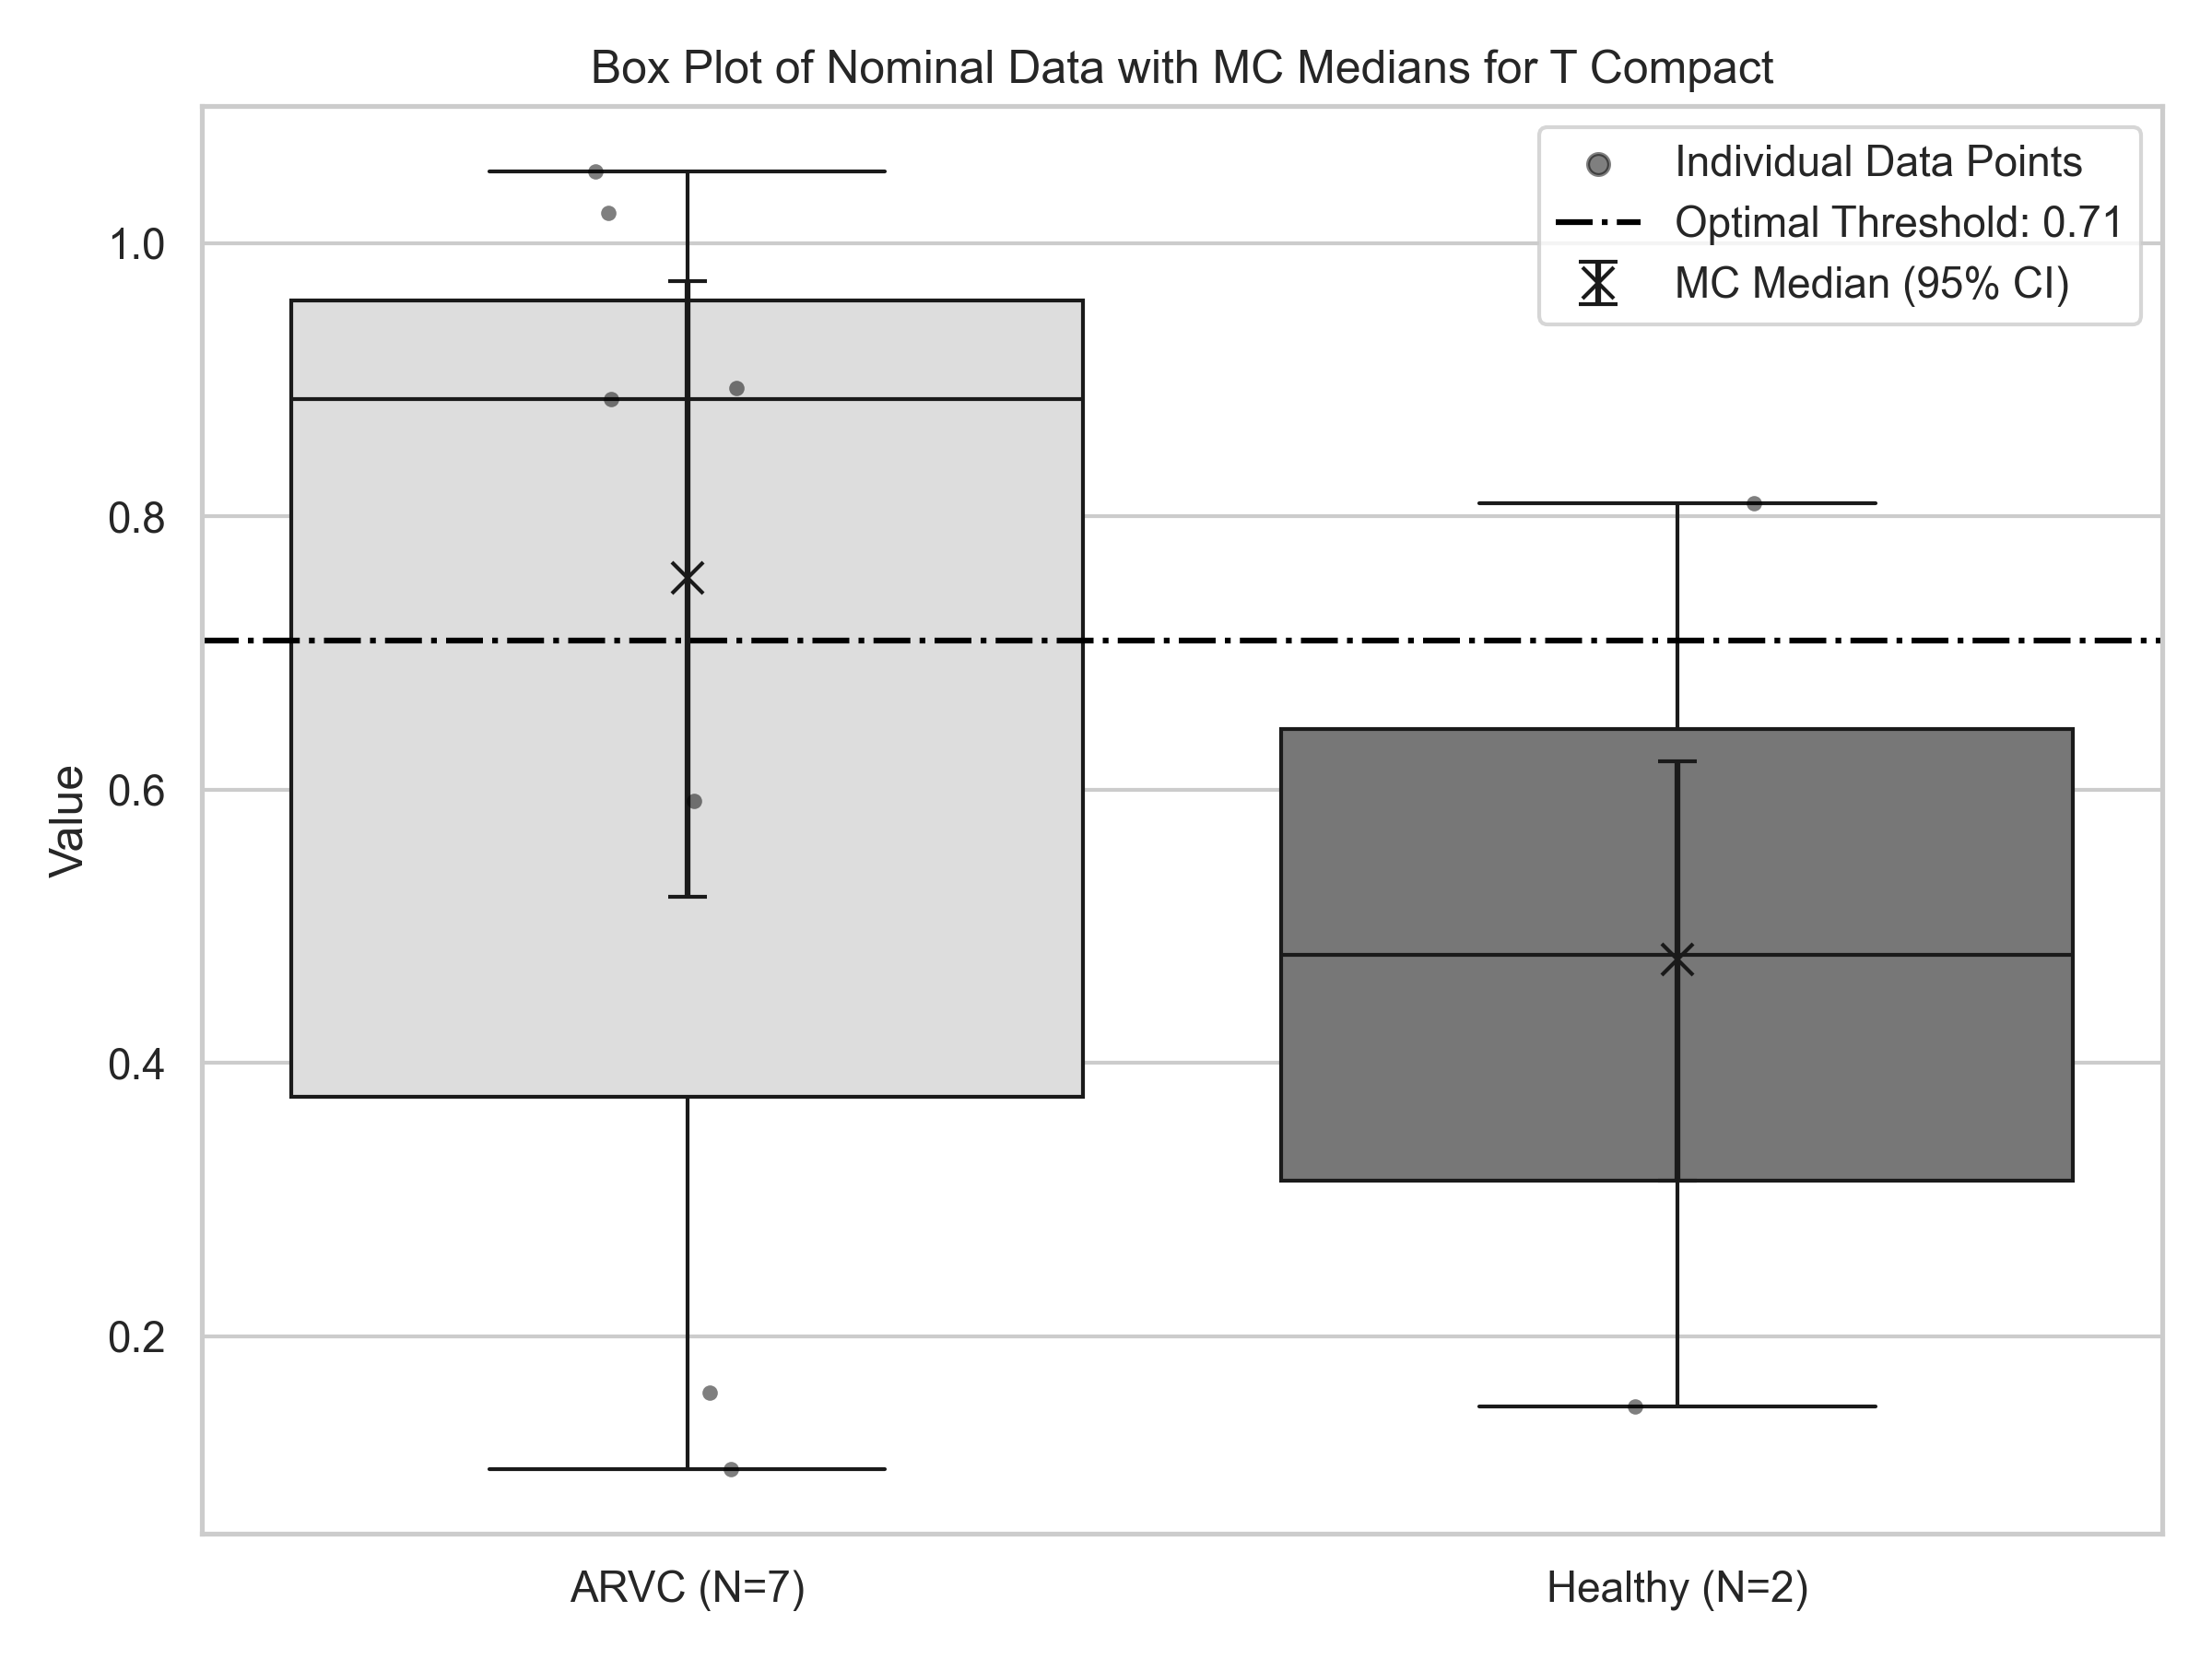 Box Plot of Nominal Data with MC Medians for T Compact
Individual Data Points
Optimal Threshold: 0.71
MC Median (95% CI)
1.0
0.8
0.6
0.4
0.2
Value
ARVC (N=7)
Healthy (N=2)